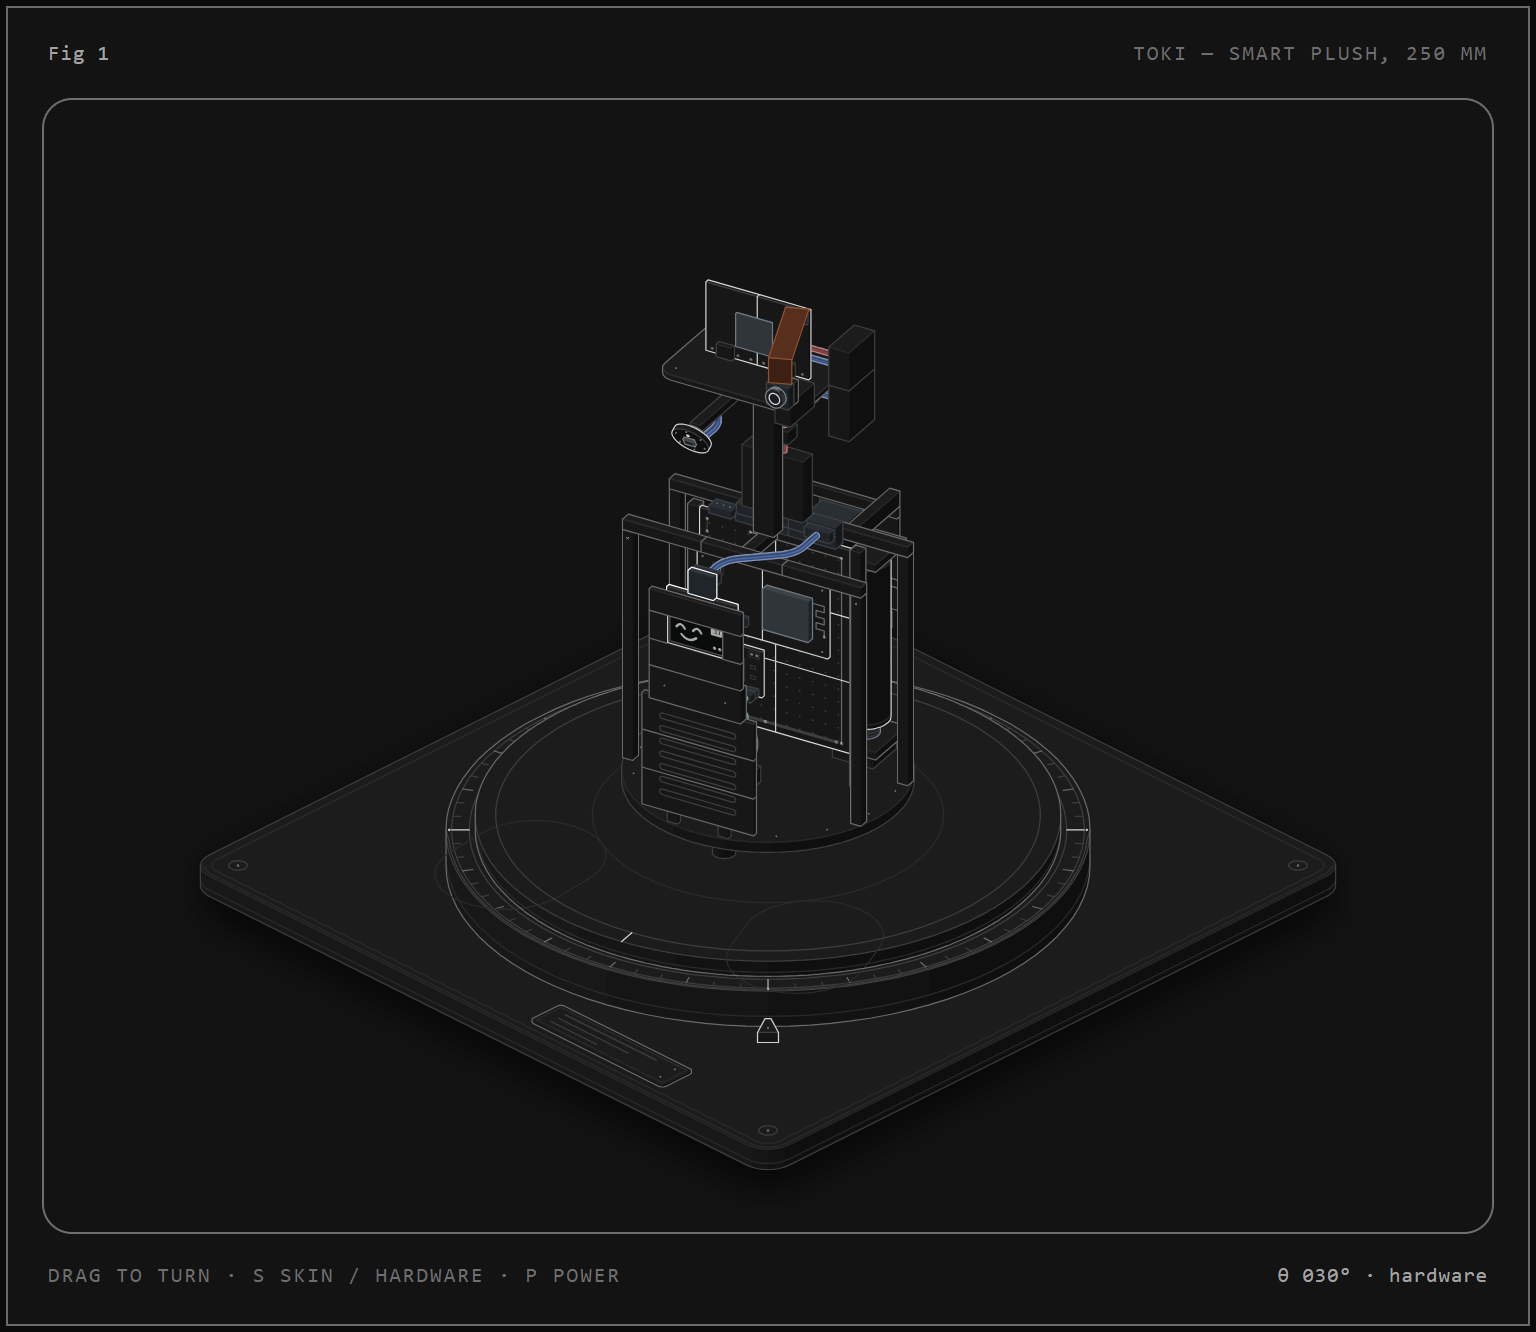 Fig 1
TOKI — SMART PLUSH, 250 MM
DRAG TO TURN · S SKIN / HARDWARE · P POWER
θ 030° · hardware